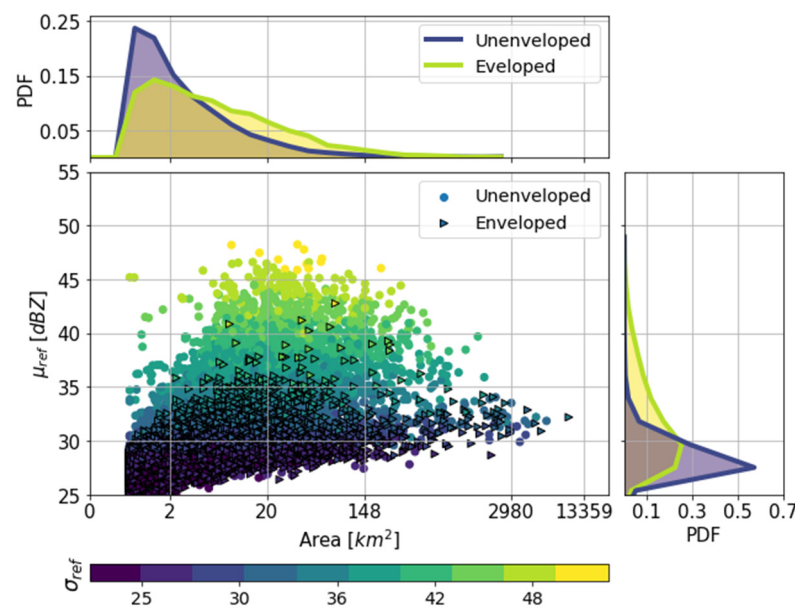 0.25
0.15
0.05
PDF
Unenveloped
Eveloped
55
50
45
40
35
30
25
μref [dBZ]
Unenveloped
Enveloped
0 2 20 148 2980 13359
Area [km²]
0.1 0.3 0.5 0.7
PDF
σref
25 30 36 42 48